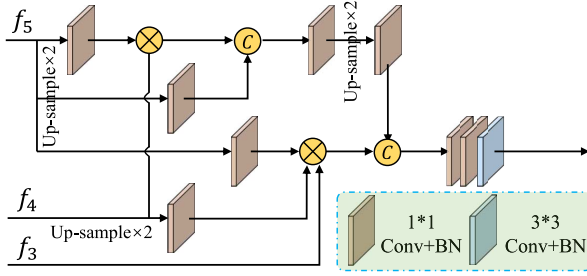 f5
Up-sample×2
C
Up-sample×2
C
f4
Up-sample×2
f3
1*1
Conv+BN
3*3
Conv+BN